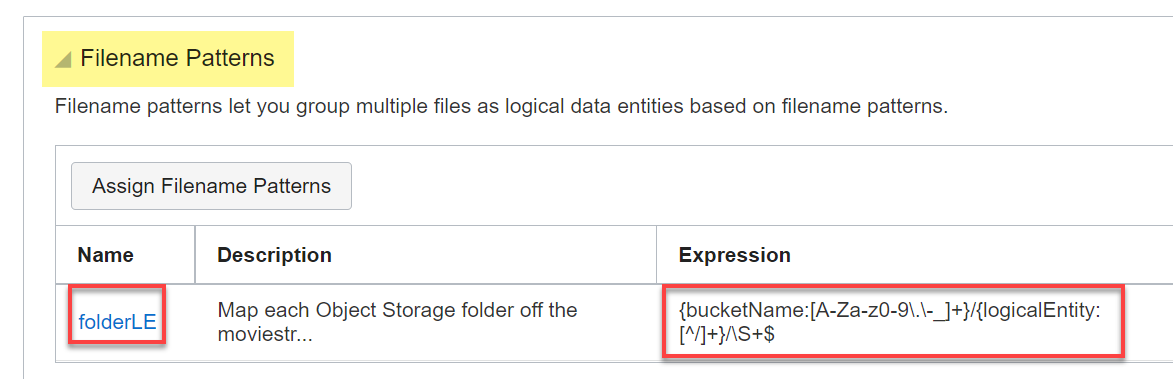 Filename Patterns
Filename patterns let you group multiple files as logical data entities based on filename patterns.
Assign Filename Patterns
Name Description Expression
folderLE Map each Object Storage folder off the {bucketName:[A-Za-z0-9\.\-_]+}/{logicalEntity:
moviestr... [^/]+}/\S+$